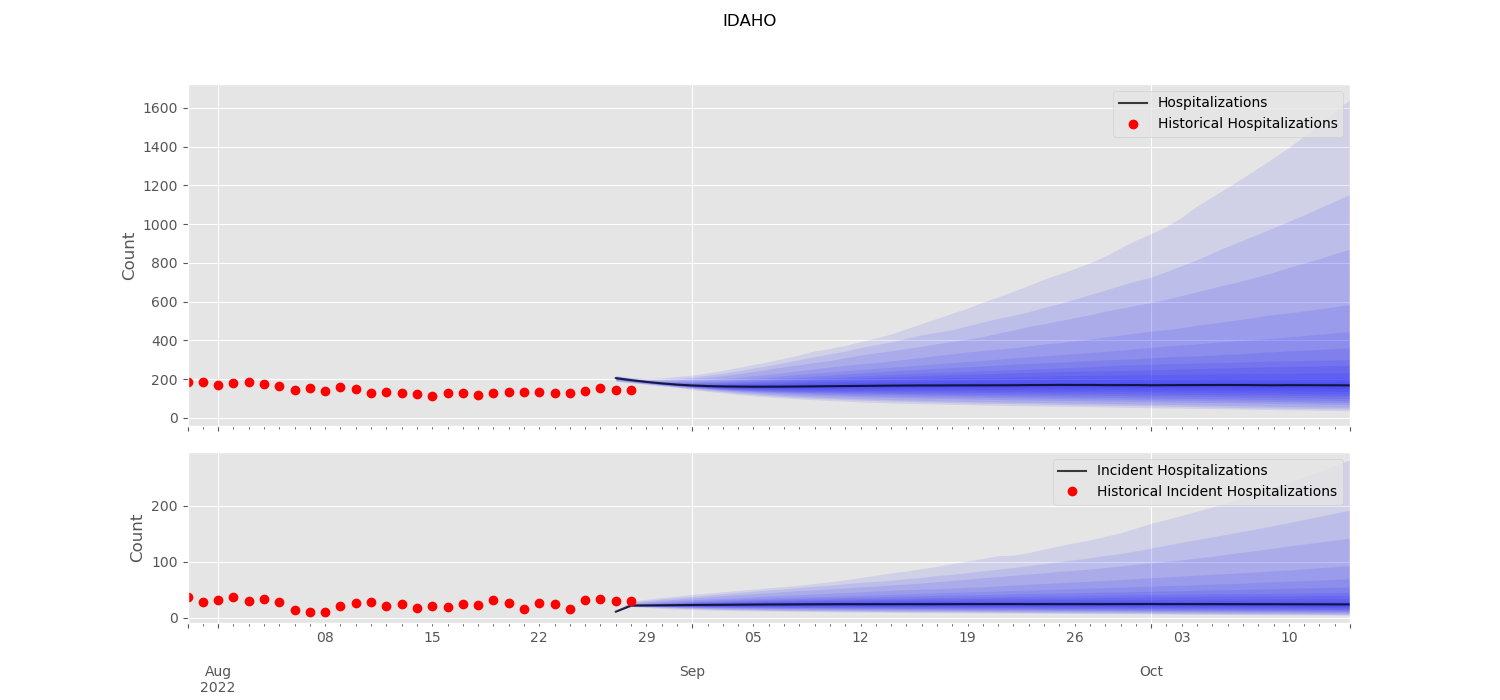 IDAHO
1600
1400
1200
1000
800
600
400
200
0
Count
Hospitalizations
Historical Hospitalizations
200
100
0
Count
Incident Hospitalizations
Historical Incident Hospitalizations
08 15 22 29 05 12 19 26 03 10
Aug Sep Oct
2022